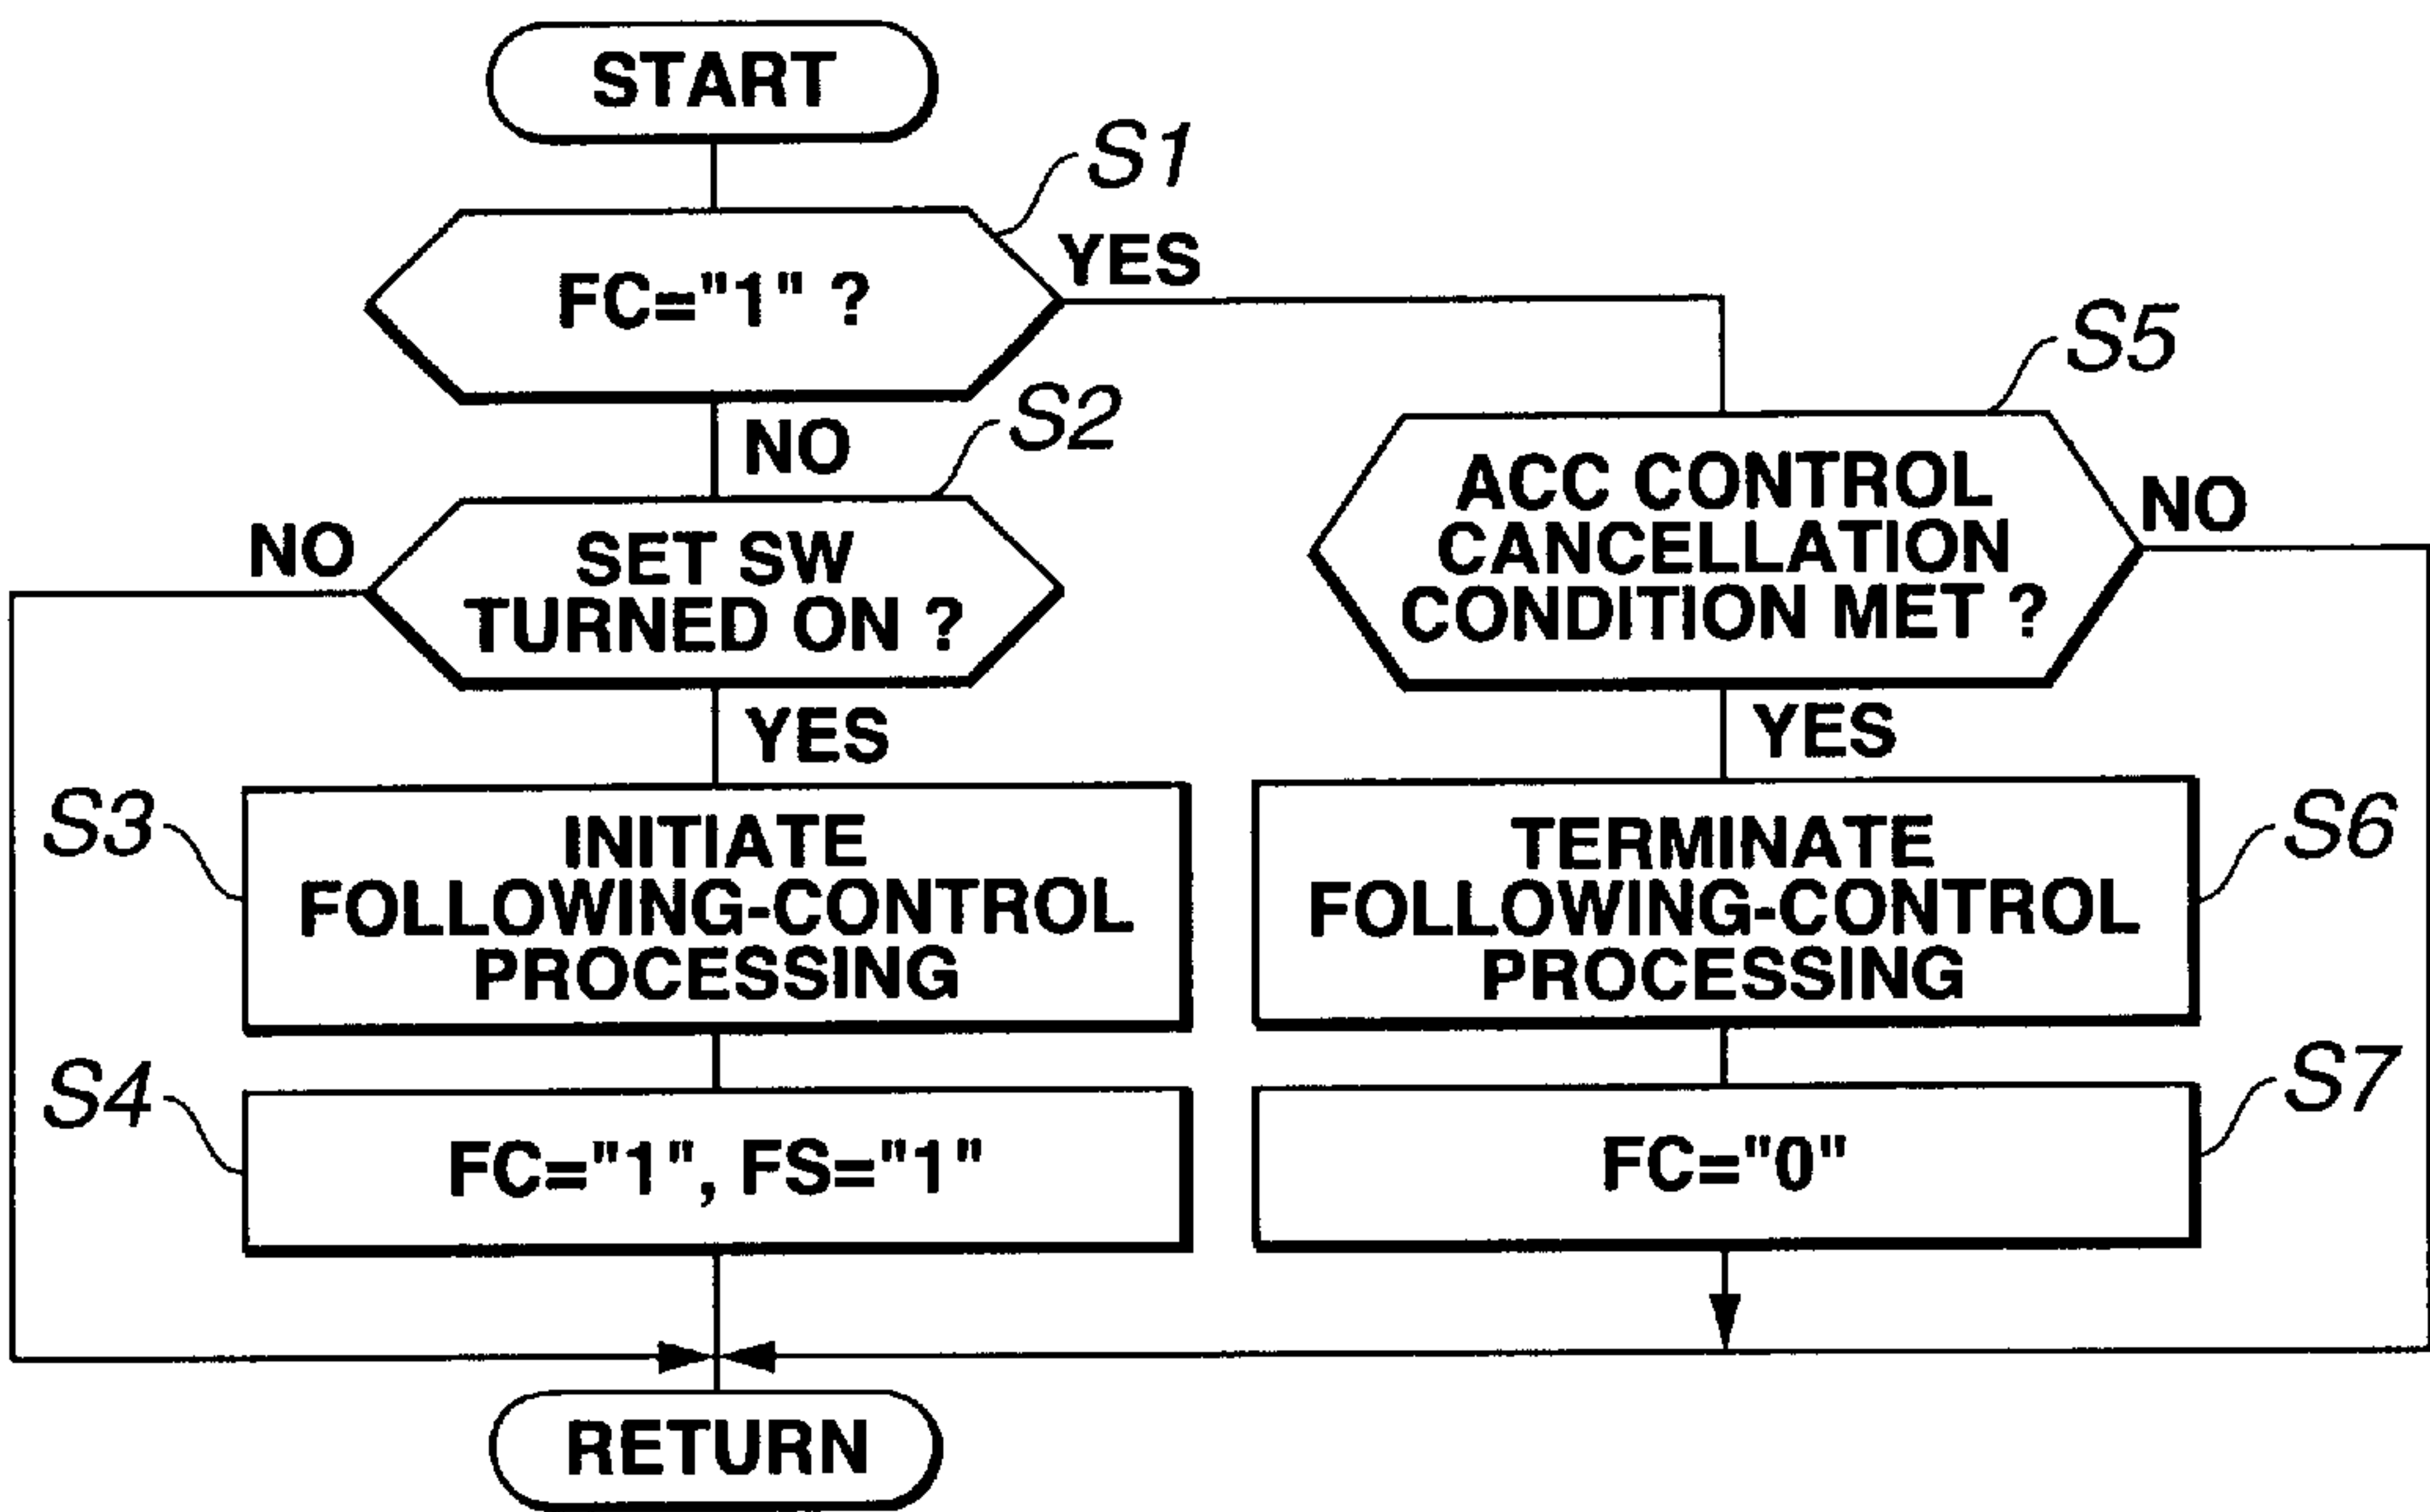 START
S1
FC="1" ?
YES
NO
S2
S5
NO
SET SW
TURNED ON ?
ACC CONTROL
CANCELLATION
CONDITION MET ?
NO
YES
YES
S3
INITIATE
FOLLOWING-CONTROL
PROCESSING
TERMINATE
FOLLOWING-CONTROL
PROCESSING
S6
S4
FC="1", FS="1"
FC="0"
S7
RETURN